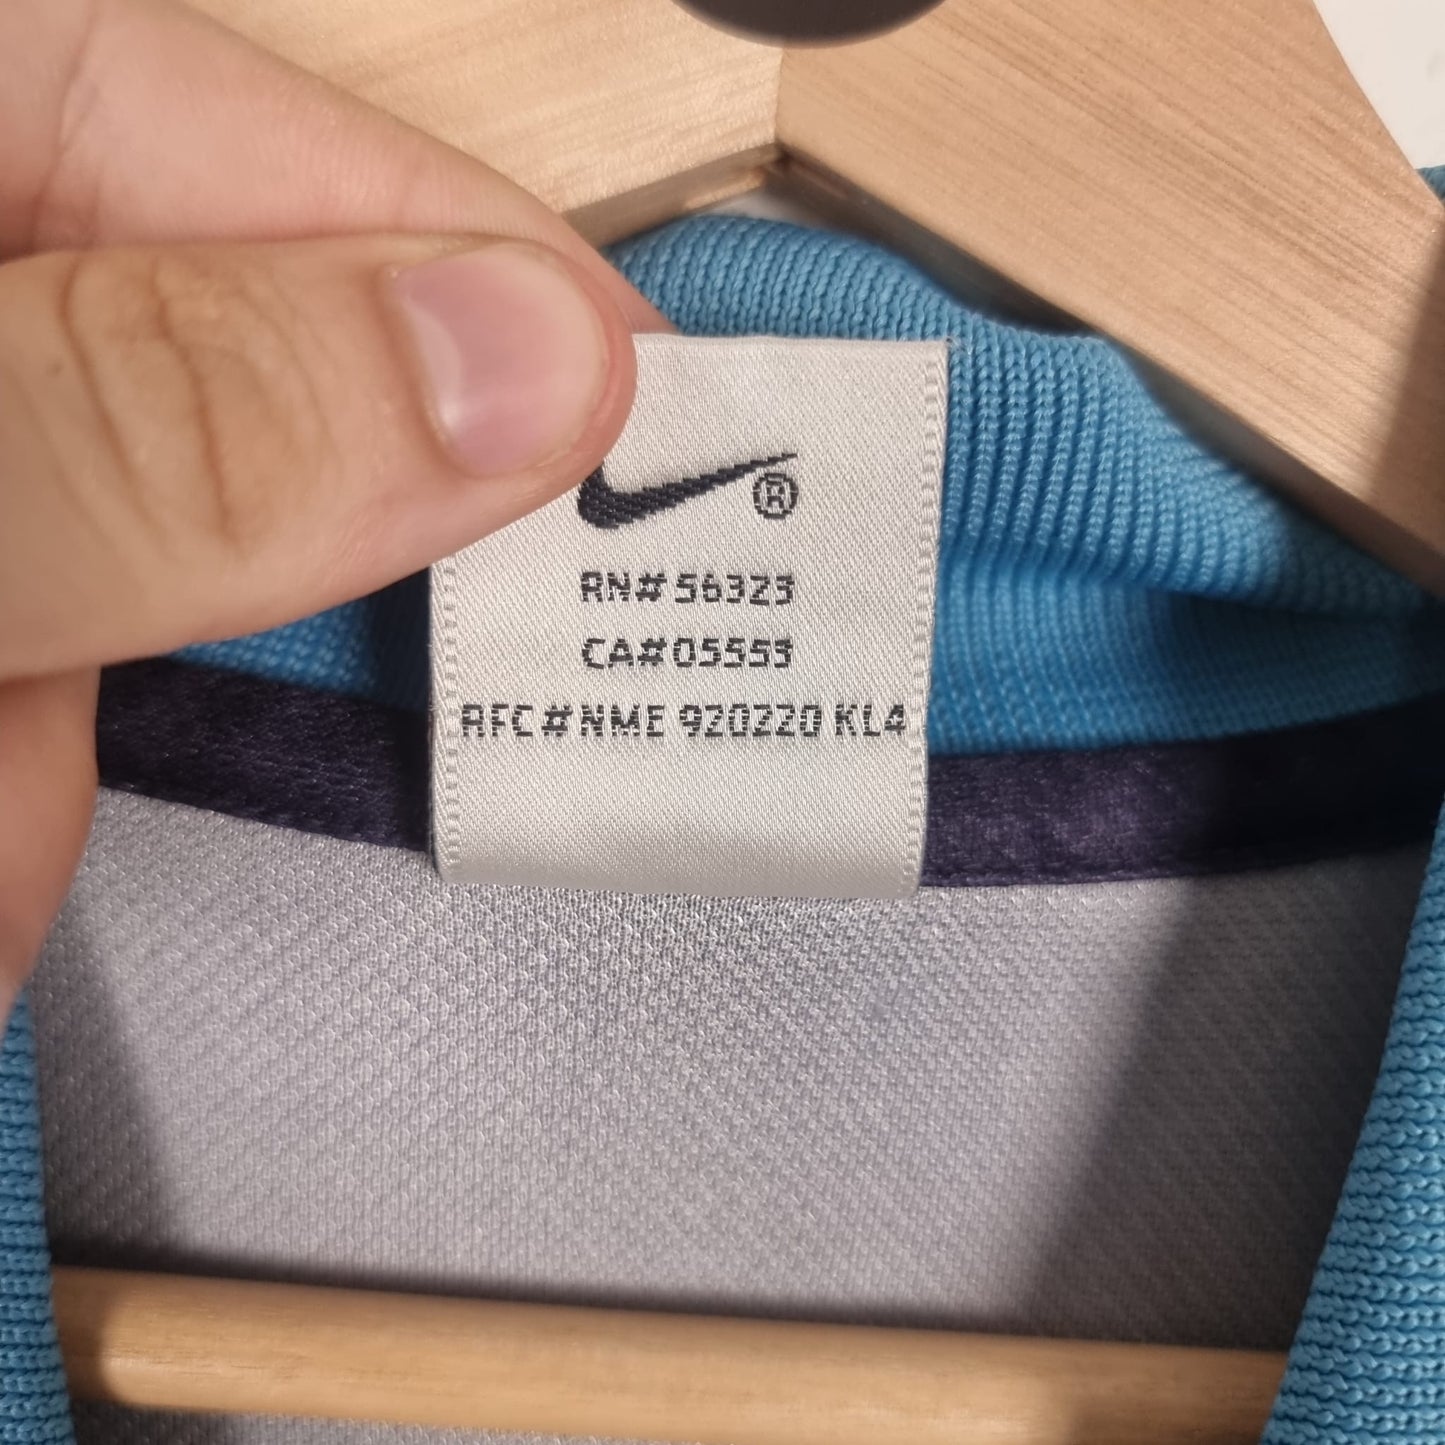 ®
RN# 56323
CA# 05553
RFC# NME 920220 KL4